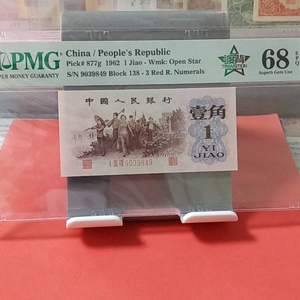 PMG
China / People's Republic
68
EPQ
PAPER MONEY GUARANTY
Pick# 877g 1962 1 Jiao - Wmk: Open Star
Superb Gem Unc
S/N 9039849 Block 138 - 3 Red R. Numerals
中国人民银行
壹角
1
YI
JIAO
9039849